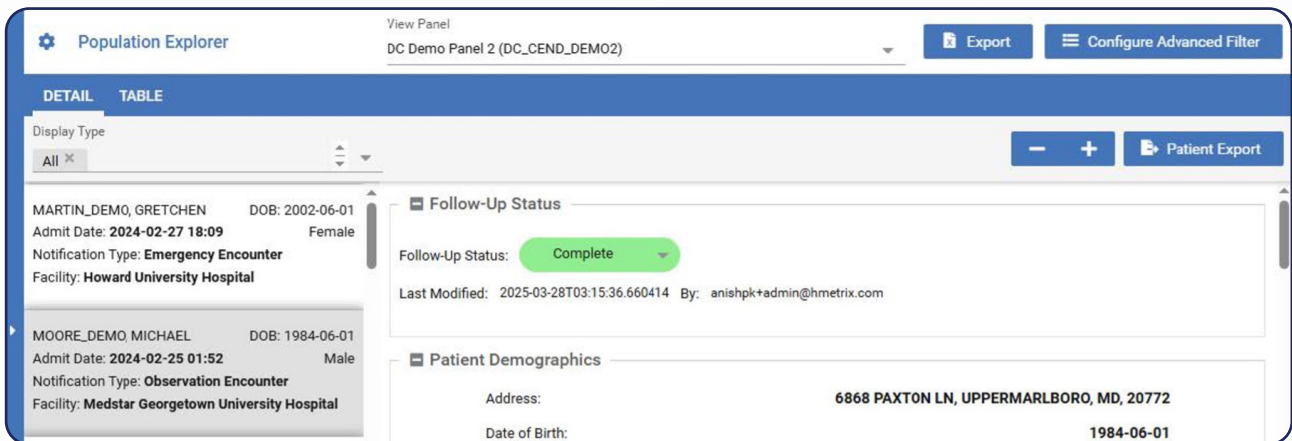 Population Explorer
View Panel
DC Demo Panel 2 (DC_CEND_DEMO2)
Export
Configure Advanced Filter
DETAIL TABLE
Display Type
All ×
− +
Patient Export
MARTIN_DEMO, GRETCHEN DOB: 2002-06-01
Admit Date: 2024-02-27 18:09 Female
Notification Type: Emergency Encounter
Facility: Howard University Hospital
MOORE_DEMO, MICHAEL DOB: 1984-06-01
Admit Date: 2024-02-25 01:52 Male
Notification Type: Observation Encounter
Facility: Medstar Georgetown University Hospital
Follow-Up Status
Follow-Up Status: Complete
Last Modified: 2025-03-28T03:15:36.660414 By: anishpk+admin@hmetrix.com
Patient Demographics
Address: 6868 PAXTON LN, UPPERMARLBORO, MD, 20772
Date of Birth: 1984-06-01